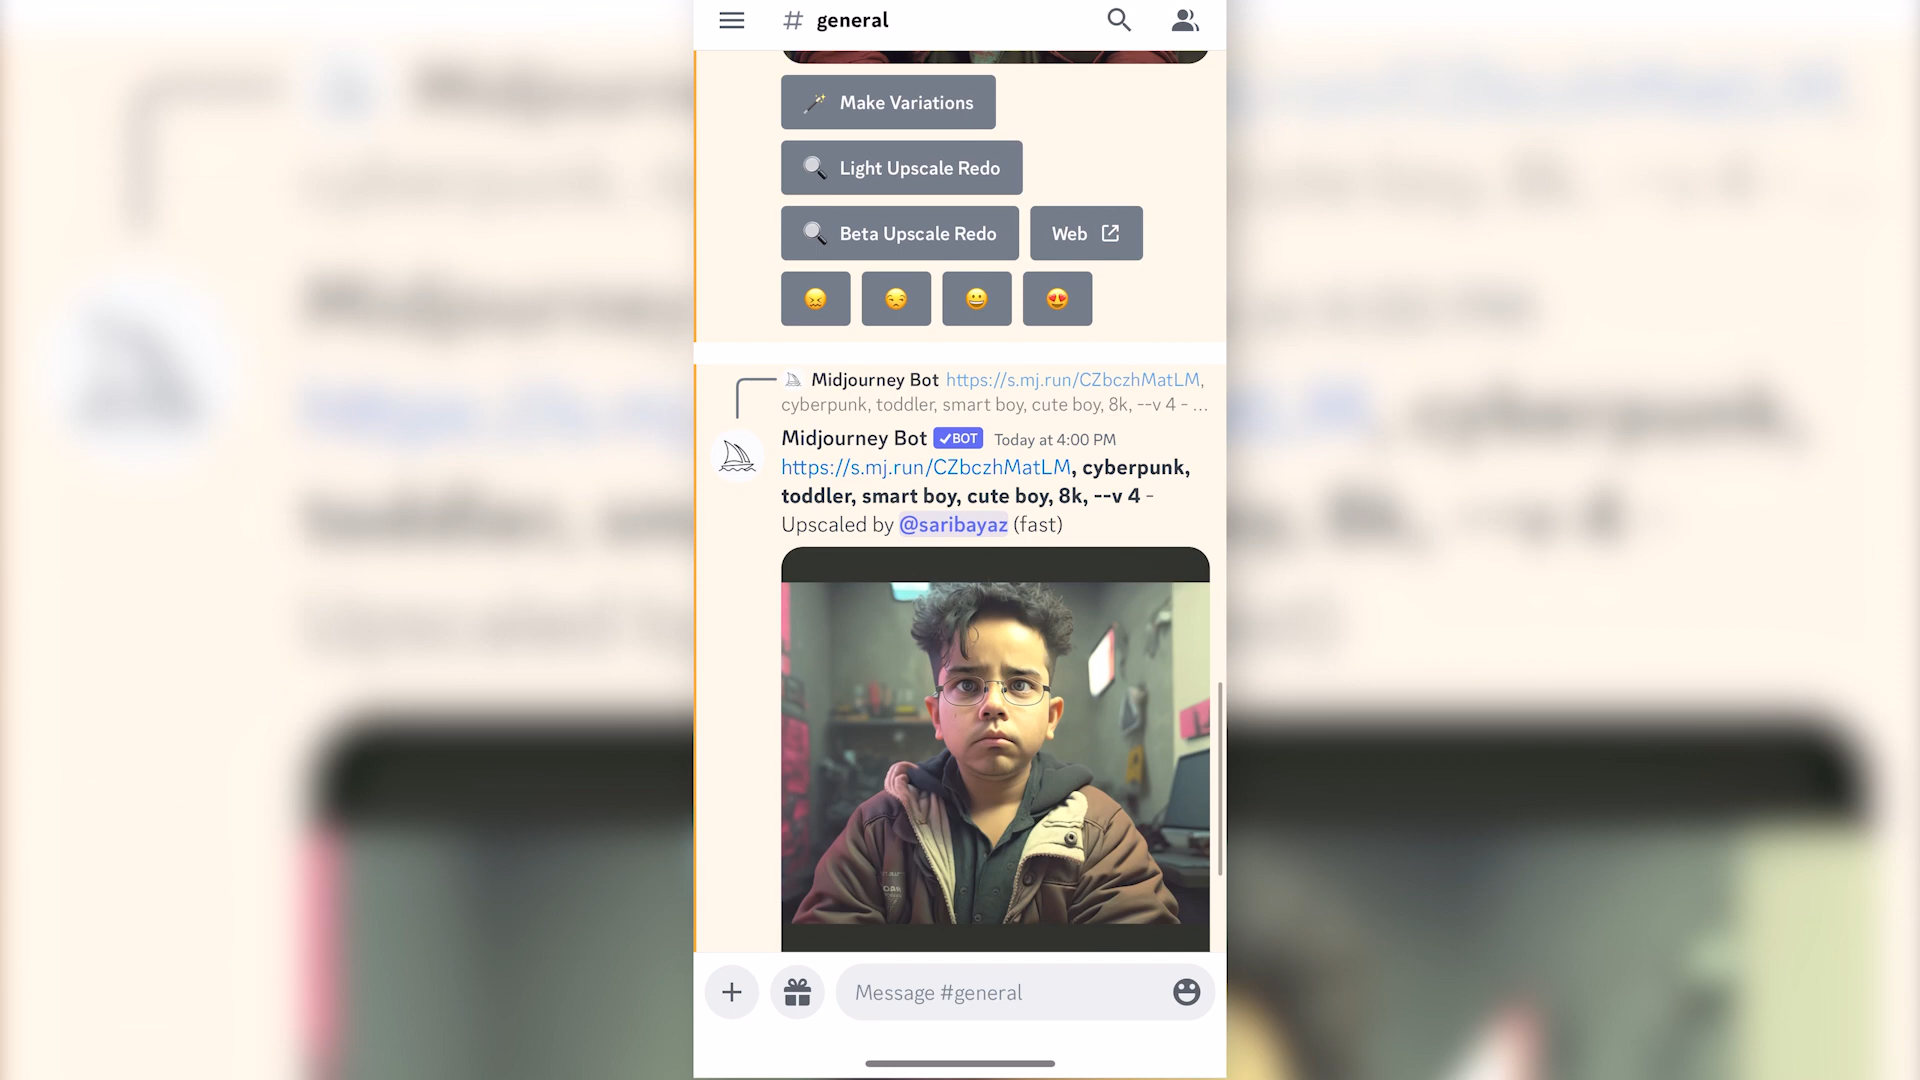 # general
Make Variations
Light Upscale Redo
Beta Upscale Redo Web
Midjourney Bot https://s.mj.run/CZbczhMatLM,
cyberpunk, toddler, smart boy, cute boy, 8k, --v 4 - ...
Midjourney Bot ✓BOT Today at 4:00 PM
https://s.mj.run/CZbczhMatLM, cyberpunk,
toddler, smart boy, cute boy, 8k, --v 4 -
Upscaled by @saribayaz (fast)
Message #general